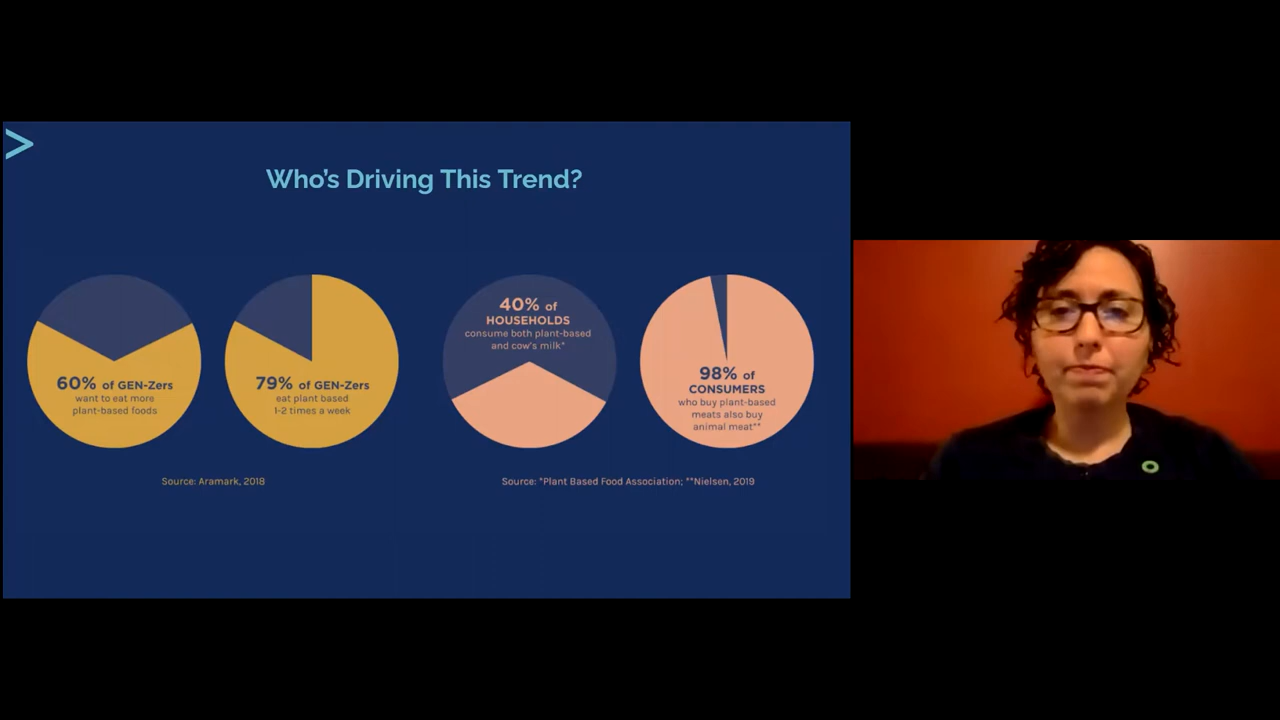 >
Who's Driving This Trend?
60% of GEN-Zers
want to eat more
plant-based foods
79% of GEN-Zers
eat plant based
1-2 times a week
Source: Aramark, 2018
40% of
HOUSEHOLDS
consume both plant-based
and cow's milk*
98% of
CONSUMERS
who buy plant-based
meats also buy
animal meat**
Source: *Plant Based Food Association; **Nielsen, 2019